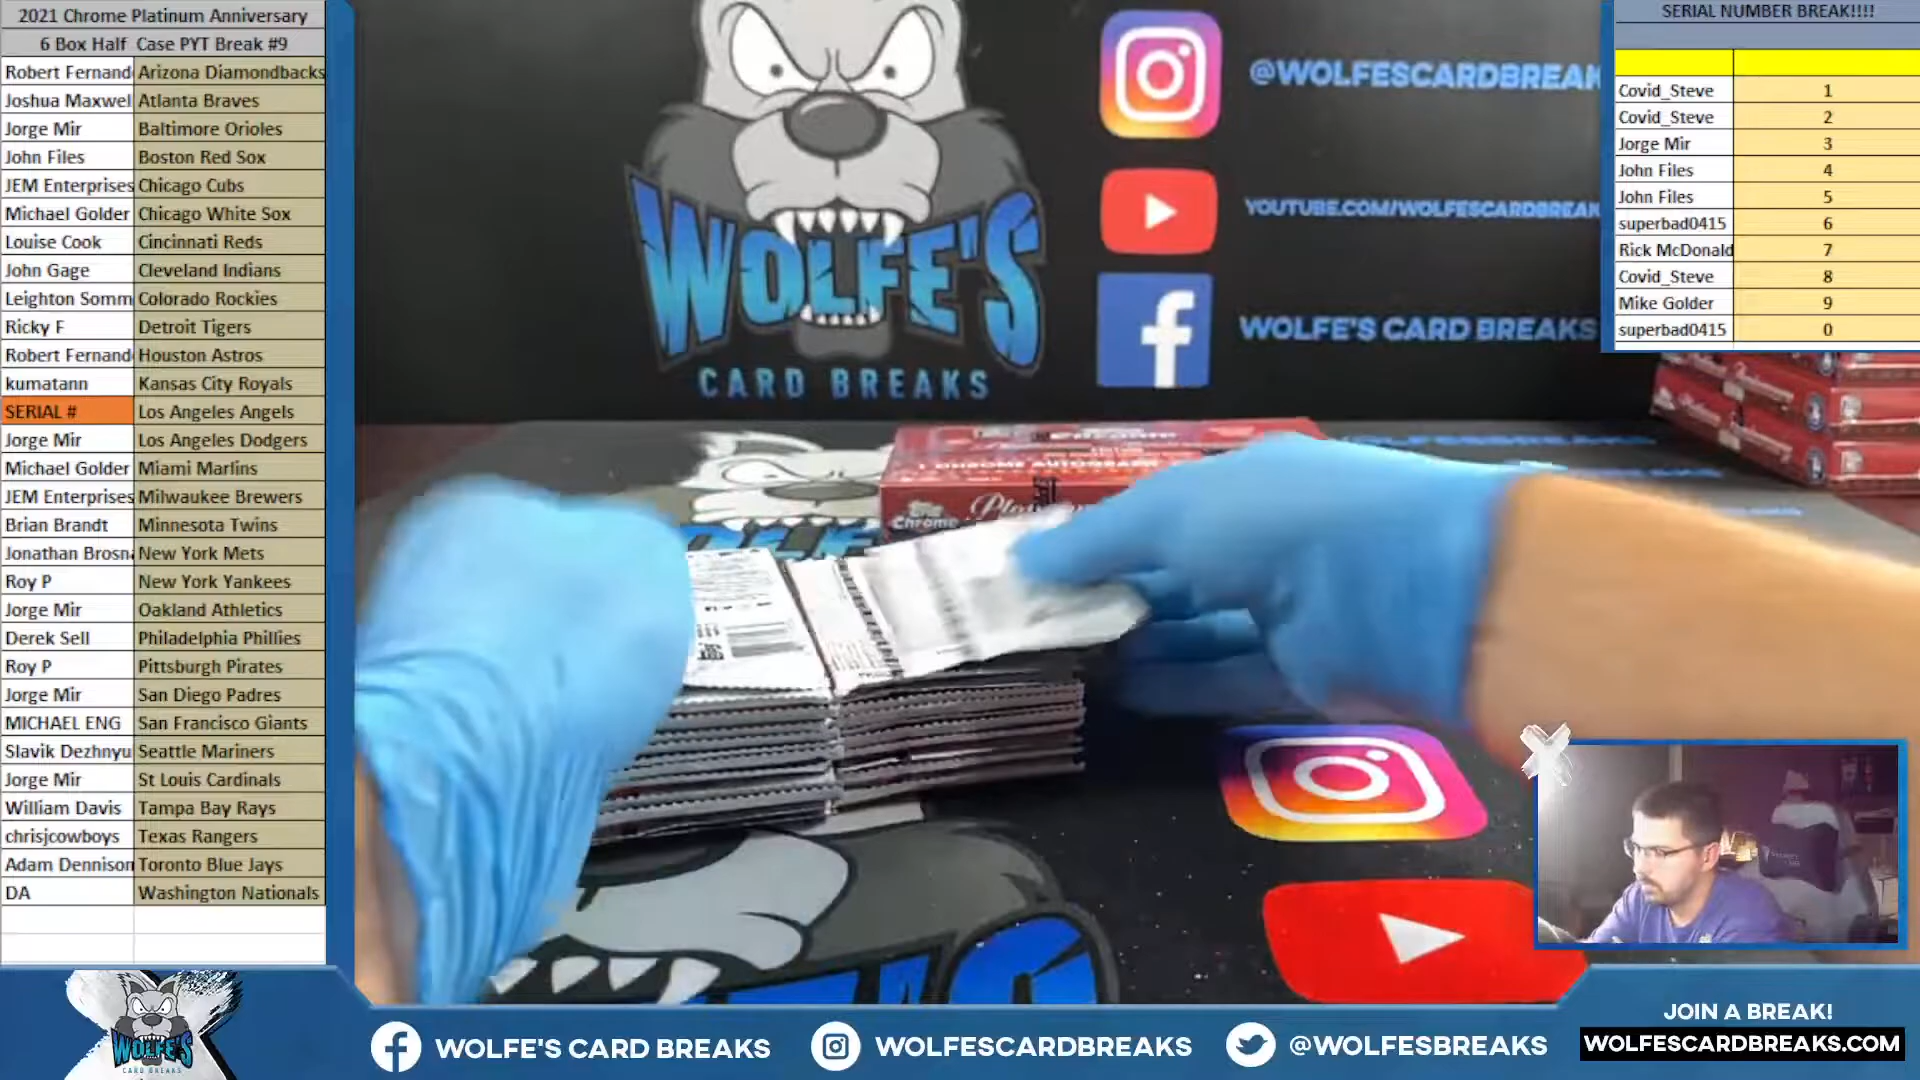 2021 Chrome Platinum Anniversary
6 Box Half Case PYT Break #9
Robert Fernand Arizona Diamondbacks
Joshua Maxwel Atlanta Braves
Jorge Mir Baltimore Orioles
John Files Boston Red Sox
JEM Enterprises Chicago Cubs
Michael Golder Chicago White Sox
Louise Cook Cincinnati Reds
John Gage Cleveland Indians
Leighton Somm Colorado Rockies
Ricky F Detroit Tigers
Robert Fernand Houston Astros
kumatann Kansas City Royals
SERIAL # Los Angeles Angels
Jorge Mir Los Angeles Dodgers
Michael Golder Miami Marlins
JEM Enterprises Milwaukee Brewers
Brian Brandt Minnesota Twins
Jonathan Brosna New York Mets
Roy P New York Yankees
Jorge Mir Oakland Athletics
Derek Sell Philadelphia Phillies
Roy P Pittsburgh Pirates
Jorge Mir San Diego Padres
MICHAEL ENG San Francisco Giants
Slavik Dezhnyu Seattle Mariners
Jorge Mir St Louis Cardinals
William Davis Tampa Bay Rays
chrisjcowboys Texas Rangers
Adam Dennison Toronto Blue Jays
DA Washington Nationals
WOLFE'S
CARD BREAKS
@WOLFESCARDBREAK
YOUTUBE.COM/WOLFESCARDBREAK
WOLFE'S CARD BREAKS
SERIAL NUMBER BREAK!!!!
Covid_Steve 1
Covid_Steve 2
Jorge Mir 3
John Files 4
John Files 5
superbad0415 6
Rick McDonald 7
Covid_Steve 8
Mike Golder 9
superbad0415 0
1 CHROME AUTOGRAPH
Topps
Chrome
WOLFE'S
CARD BREAKS
WOLFE'S CARD BREAKS
WOLFESCARDBREAKS
@WOLFESBREAKS
JOIN A BREAK!
WOLFESCARDBREAKS.COM